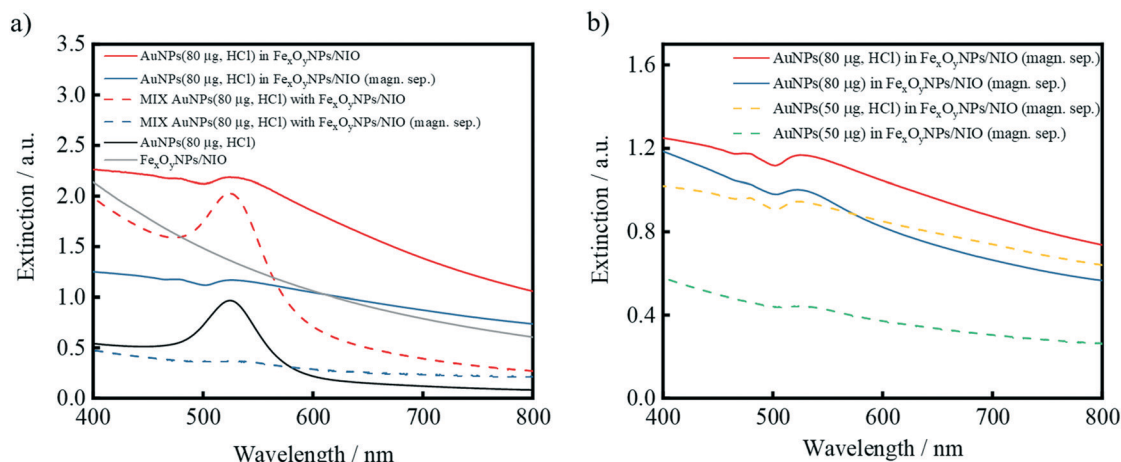 a)
3.5
3.0
2.5
2.0
1.5
1.0
0.5
0.0
Extinction / a.u.
AuNPs(80 µg, HCl) in FexOyNPs/NIO
AuNPs(80 µg, HCl) in FexOyNPs/NIO (magn. sep.)
MIX AuNPs(80 µg, HCl) with FexOyNPs/NIO
MIX AuNPs(80 µg, HCl) with FexOyNPs/NIO (magn. sep.)
AuNPs(80 µg, HCl)
FexOyNPs/NIO
400 500 600 700 800
Wavelength / nm
b)
1.6
1.2
0.8
0.4
0.0
Extinction / a.u.
AuNPs(80 µg, HCl) in FexOyNPs/NIO (magn. sep.)
AuNPs(80 µg) in FexOyNPs/NIO (magn. sep.)
AuNPs(50 µg, HCl) in FexOyNPs/NIO (magn. sep.)
AuNPs(50 µg) in FexOyNPs/NIO (magn. sep.)
400 500 600 700 800
Wavelength / nm